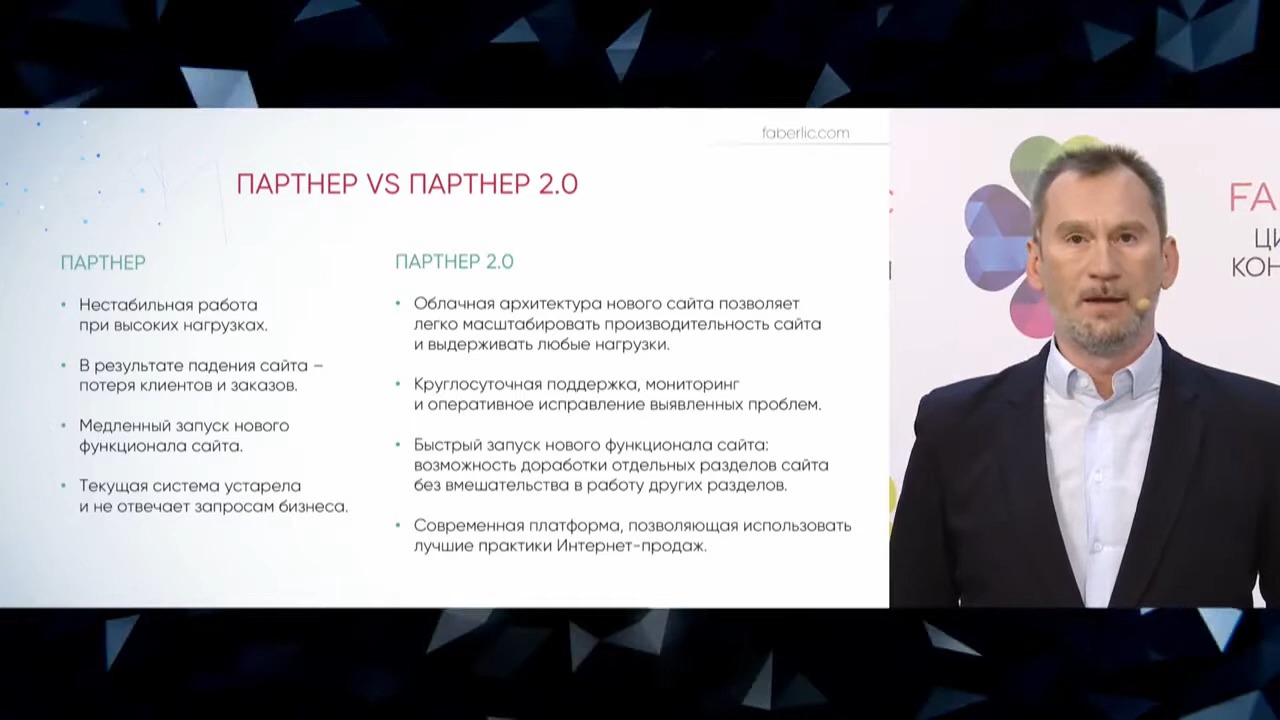 faberlic.com
ПАРТНЕР VS ПАРТНЕР 2.0
ПАРТНЕР
• Нестабильная работа
при высоких нагрузках.
• В результате падения сайта –
потеря клиентов и заказов.
• Медленный запуск нового
функционала сайта.
• Текущая система устарела
и не отвечает запросам бизнеса.
ПАРТНЕР 2.0
• Облачная архитектура нового сайта позволяет
легко масштабировать производительность сайта
и выдерживать любые нагрузки.
• Круглосуточная поддержка, мониторинг
и оперативное исправление выявленных проблем.
• Быстрый запуск нового функционала сайта:
возможность доработки отдельных разделов сайта
без вмешательства в работу других разделов.
• Современная платформа, позволяющая использовать
лучшие практики Интернет-продаж.
FA
ЦИ
КОН